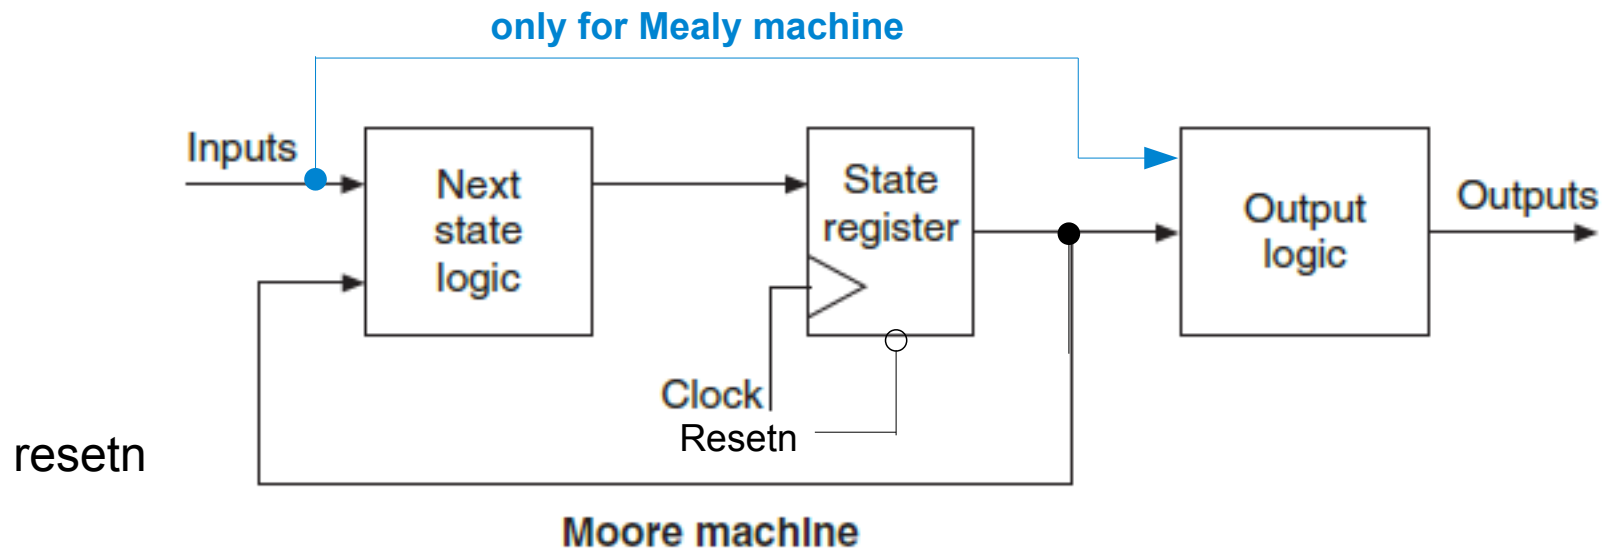 only for Mealy machine
Inputs
Next
state
logic
State
register
Output
logic
Outputs
Clock
Resetn
resetn
Moore machine